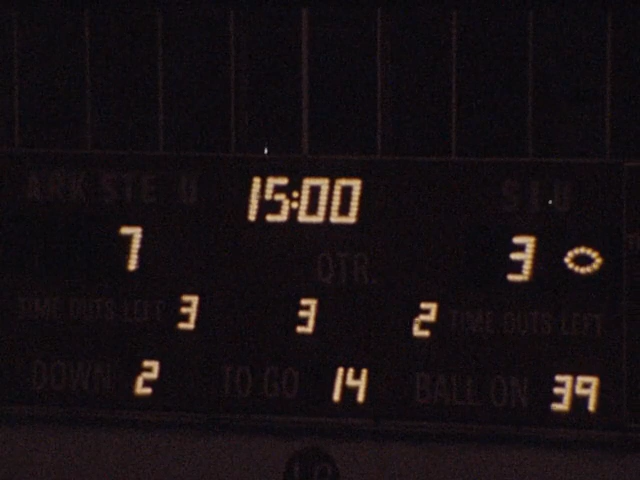 ARK STE U 15:00 S I U
7 QTR. 3
TIME OUTS LEFT 3 3 2 TIME OUTS LEFT
DOWN 2 TO GO 14 BALL ON 39